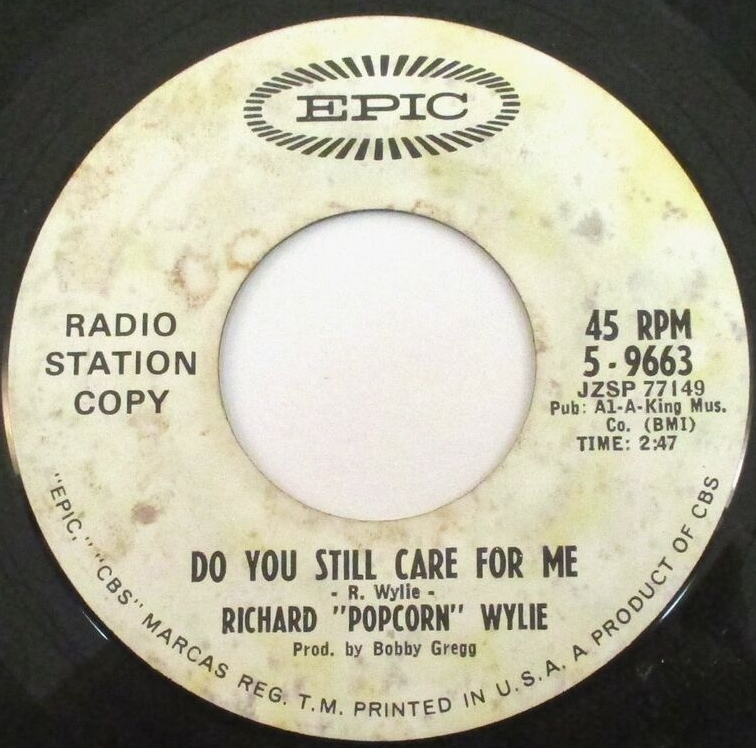 EPIC
RADIO
STATION
COPY
45 RPM
5-9663
JZSP 77149
Pub: Al-A-King Mus.
Co. (BMI)
TIME: 2:47
DO YOU STILL CARE FOR ME
- R. Wylie -
RICHARD "POPCORN" WYLIE
Prod. by Bobby Gregg
"EPIC," "CBS" MARCAS REG. T.M. PRINTED IN U.S.A. A PRODUCT OF CBS